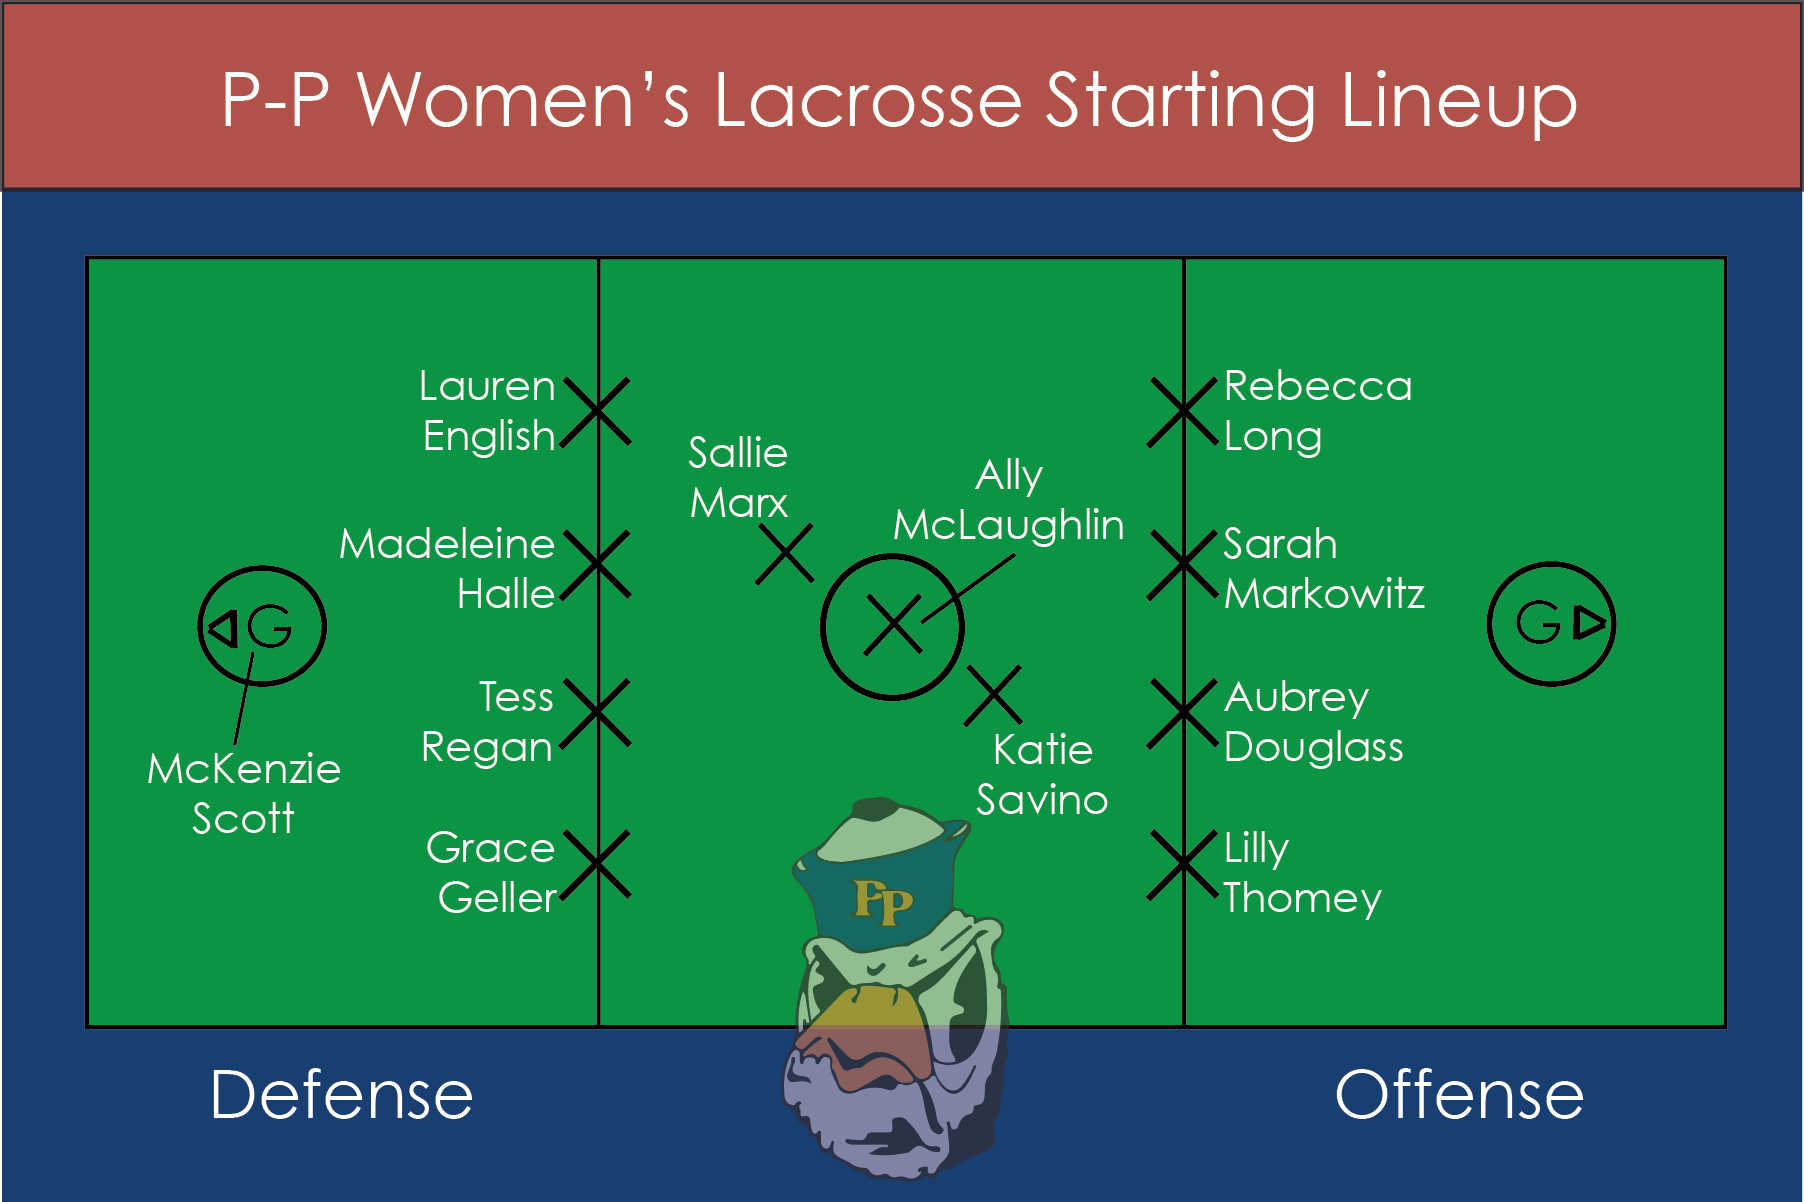 P-P Women's Lacrosse Starting Lineup
Lauren
English
Rebecca
Long
Sallie
Marx
Ally
McLaughlin
Madeleine
Halle
Sarah
Markowitz
G
G
Tess
Regan
Aubrey
Douglass
McKenzie
Scott
Katie
Savino
Grace
Geller
Lilly
Thomey
PP
Defense
Offense